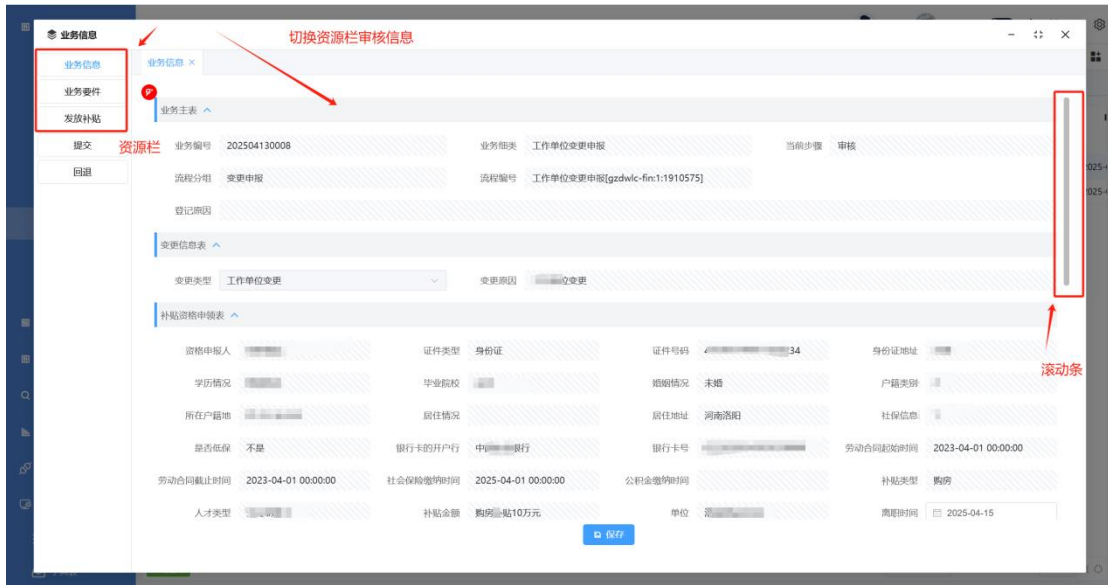 业务信息
切换资源栏审核信息
业务信息
业务要件
发放补贴
提交
回退
资源栏
业务信息 ×
业务主表
业务编号 202504130008 业务细类 工作单位变更申报 当前步骤 审核
流程分组 变更申报 流程编号 工作单位变更申报[gzdwlc-fin:1:1910575]
登记原因
变更信息表
变更类型 工作单位变更 变更原因 位变更
补贴资格申领表
滚动条
资格申报人 证件类型 身份证 证件号码 34 身份证地址
学历情况 毕业院校 婚姻情况 未婚 户籍类别
所在户籍地 居住情况 居住地址 河南洛阳 社保信息
是否低保 不是 银行卡的开户行 中 银行 银行卡号 劳动合同起始时间 2023-04-01 00:00:00
劳动合同截止时间 2023-04-01 00:00:00 社会保险缴纳时间 2025-04-01 00:00:00 公积金缴纳时间 补贴类型 购房
人才类型 补贴金额 购房 贴10万元 单位 离职时间 2025-04-15
保存